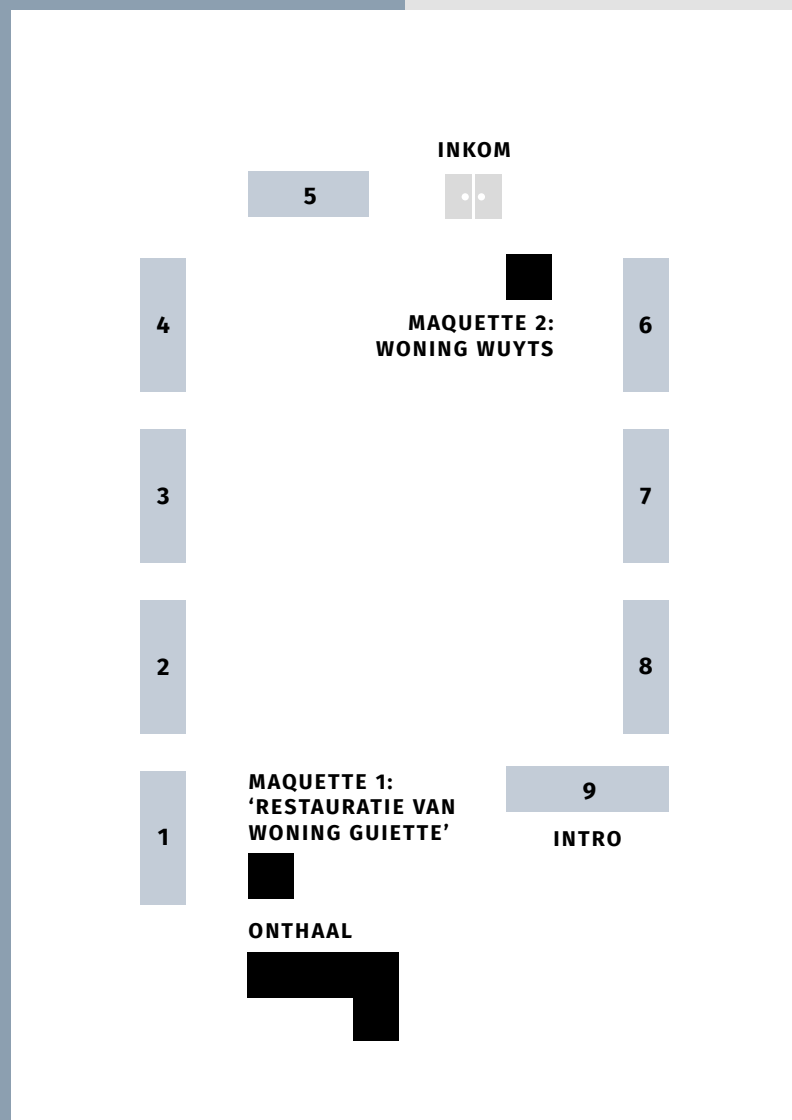 INKOM
5
4
MAQUETTE 2:
WONING WUYTS
6
3
7
2
8
MAQUETTE 1:
‘RESTAURATIE VAN
WONING GUIETTE’
9
1
INTRO
ONTHAAL